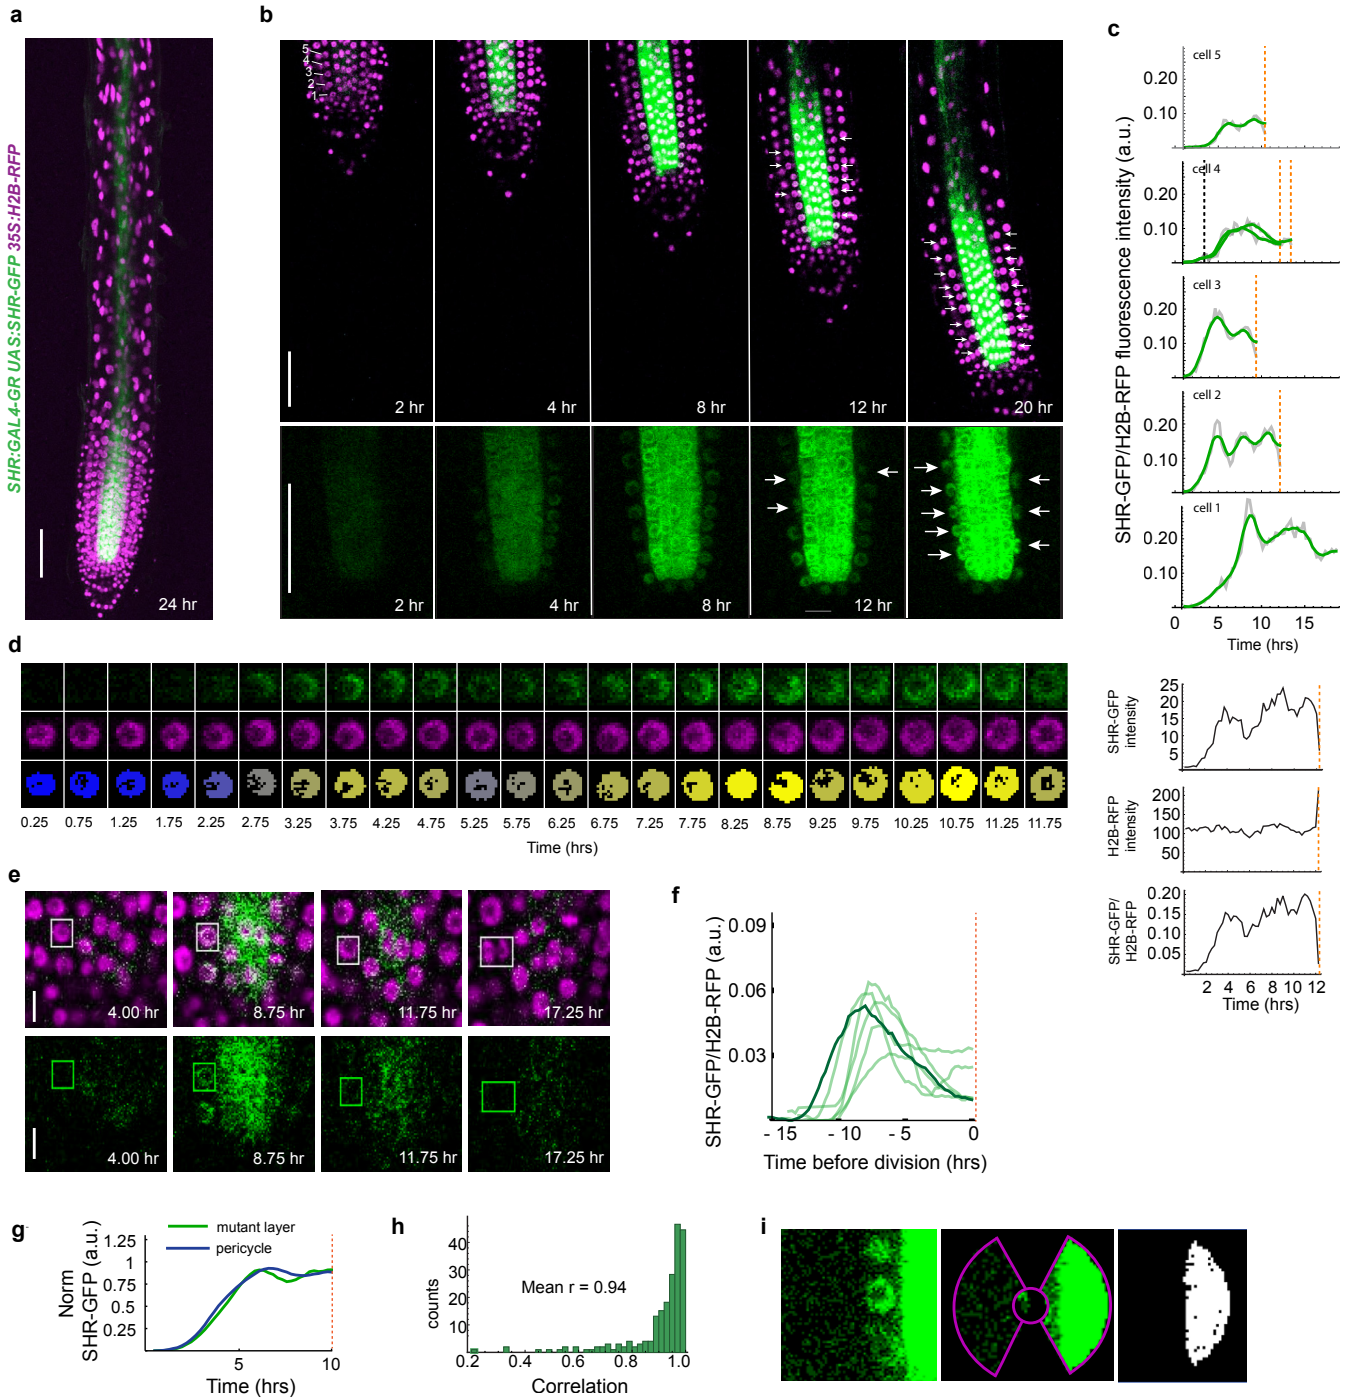 a
SHR:GAL4-GR UAS:SHR-GFP 35S:H2B-RFP
24 hr
b
5
4
3
2
1
2 hr
4 hr
8 hr
12 hr
20 hr
2 hr
4 hr
8 hr
12 hr
20 hr
c
SHR-GFP/H2B-RFP fluorescence intensity (a.u.)
cell 5
0.20
0.10
cell 4
0.20
0.10
cell 3
0.20
0.10
cell 2
0.20
0.10
cell 1
0.20
0.10
0 5 10 15
Time (hrs)
d
0.25 0.75 1.25 1.75 2.25 2.75 3.25 3.75 4.25 4.75 5.25 5.75 6.25 6.75 7.25 7.75 8.25 8.75 9.25 9.75 10.25 10.75 11.25 11.75
Time (hrs)
SHR-GFP
intensity
25
20
15
10
5
H2B-RFP
intensity
200
150
100
50
SHR-GFP/
H2B-RFP
0.20
0.15
0.10
0.05
2 4 6 8 10 12
Time (hrs)
e
4.00 hr
8.75 hr
11.75 hr
17.25 hr
4.00 hr
8.75 hr
11.75 hr
17.25 hr
f
SHR-GFP/H2B-RFP (a.u.)
0.09
0.06
0.03
- 15 - 10 - 5 0
Time before division (hrs)
g
mutant layer
pericycle
Norm
SHR-GFP (a.u.)
1.25
1
0.75
0.5
0.25
5 10
Time (hrs)
h
counts
40
30
20
10
Mean r = 0.94
0.2 0.4 0.6 0.8 1.0
Correlation
i